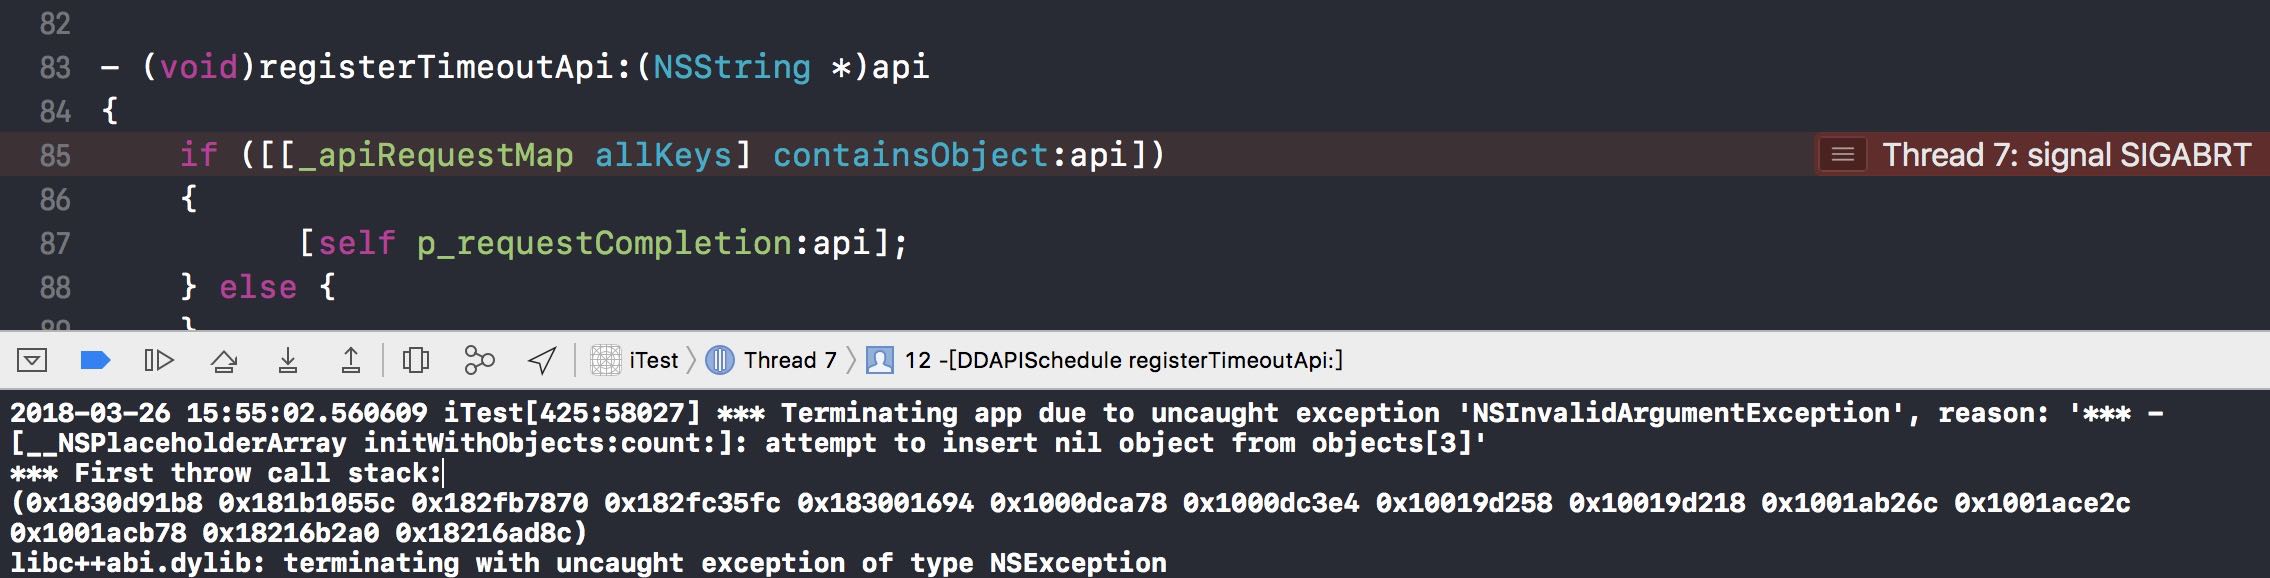 82
83 - (void)registerTimeoutApi:(NSString *)api
84 {
85 if ([[_apiRequestMap allKeys] containsObject:api]) Thread 7: signal SIGABRT
86 {
87 [self p_requestCompletion:api];
88 } else {
89 }
iTest Thread 7 12 -[DDAPISchedule registerTimeoutApi:]
2018-03-26 15:55:02.560609 iTest[425:58027] *** Terminating app due to uncaught exception 'NSInvalidArgumentException', reason: '*** -
[__NSPlaceholderArray initWithObjects:count:]: attempt to insert nil object from objects[3]'
*** First throw call stack:
(0x1830d91b8 0x181b1055c 0x182fb7870 0x182fc35fc 0x183001694 0x1000dca78 0x1000dc3e4 0x10019d258 0x10019d218 0x1001ab26c 0x1001ace2c
0x1001acb78 0x18216b2a0 0x18216ad8c)
libc++abi.dylib: terminating with uncaught exception of type NSException